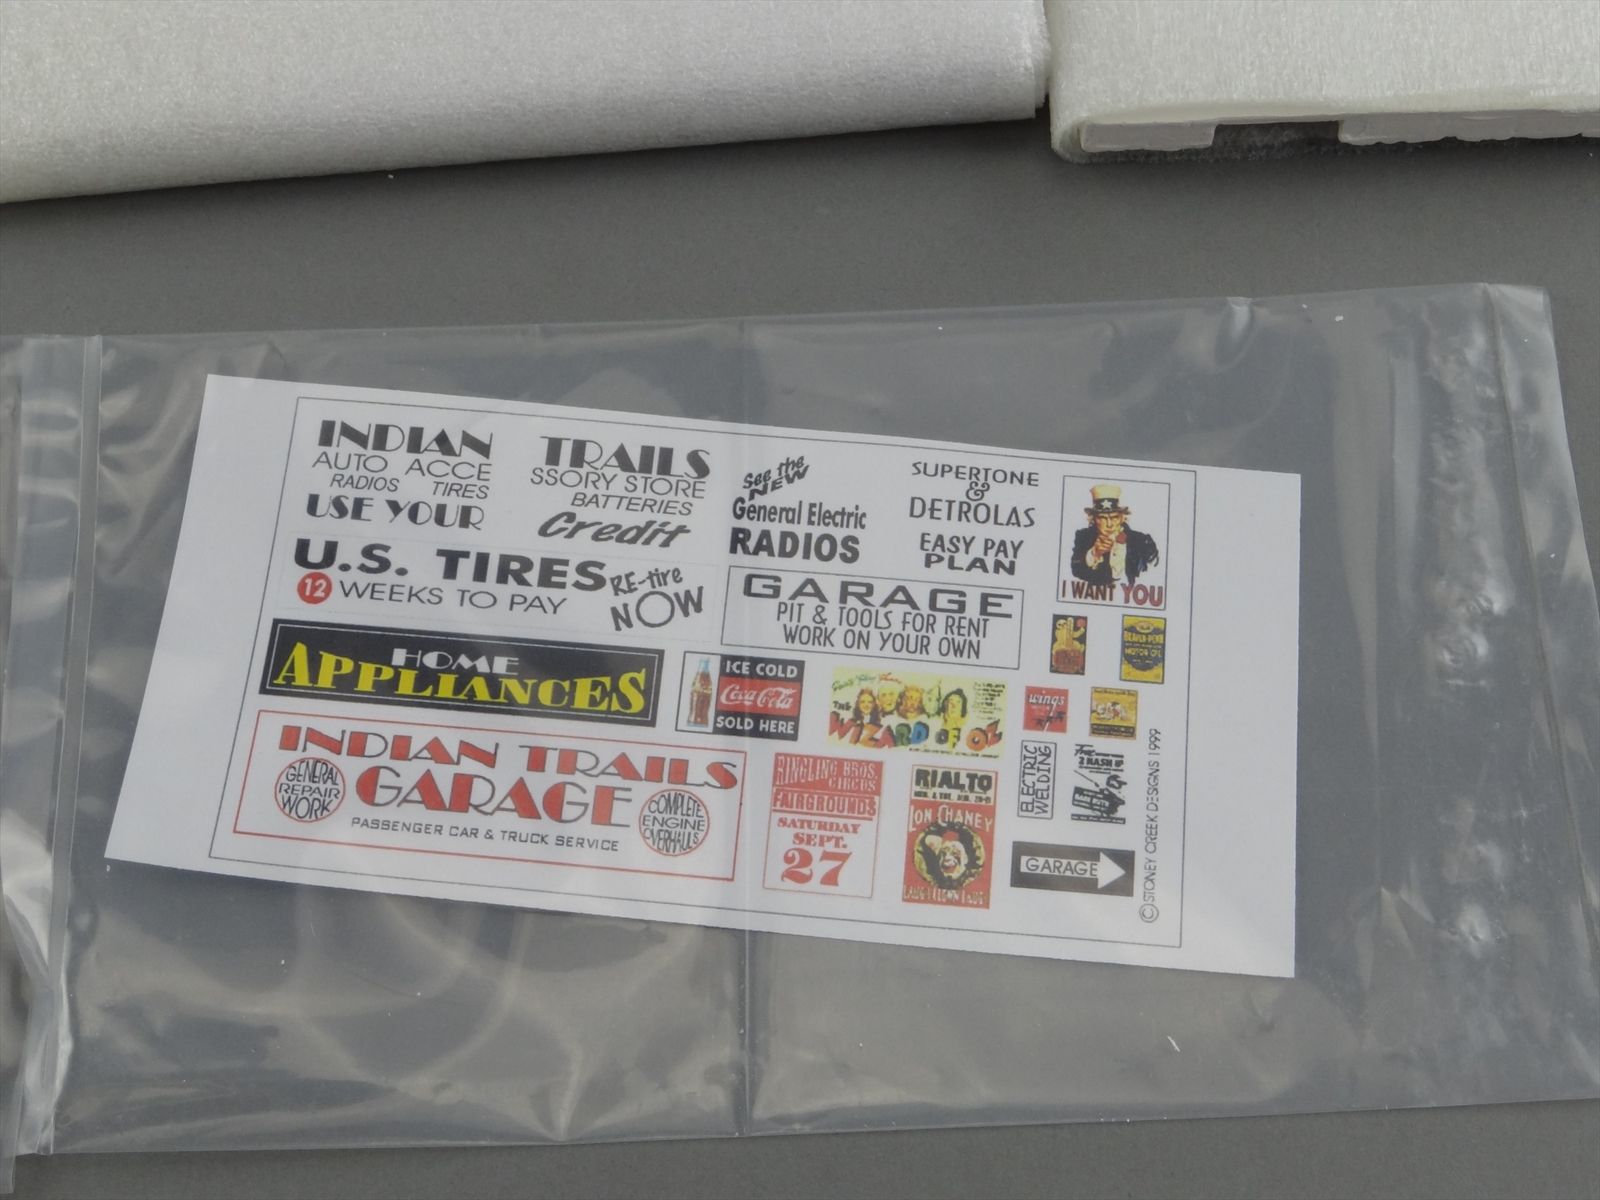 INDIAN
AUTO ACCE
RADIOS TIRES
USE YOUR
TRAILS
SSORY STORE
BATTERIES
Credit
See the
NEW
General Electric
RADIOS
SUPERTONE
&
DETROLAS
EASY PAY
PLAN
I WANT YOU
U.S. TIRES
12 WEEKS TO PAY
RE-tire
NOW
GARAGE
PIT & TOOLS FOR RENT
WORK ON YOUR OWN
MOTOR OIL
HOME
APPLIANCES
ICE COLD
Coca-Cola
SOLD HERE
THE
WIZARD OF OZ
wings
INDIAN TRAILS
GARAGE
GENERAL
REPAIR
WORK
COMPLETE
ENGINE
OVERHAULS
PASSENGER CAR & TRUCK SERVICE
RINGLING BROS.
CIRCUS
FAIRGROUNDS
SATURDAY
SEPT.
27
RIALTO
LON CHANEY
ELECTRIC
WELDING
GARAGE
© STONEY CREEK DESIGNS 1999